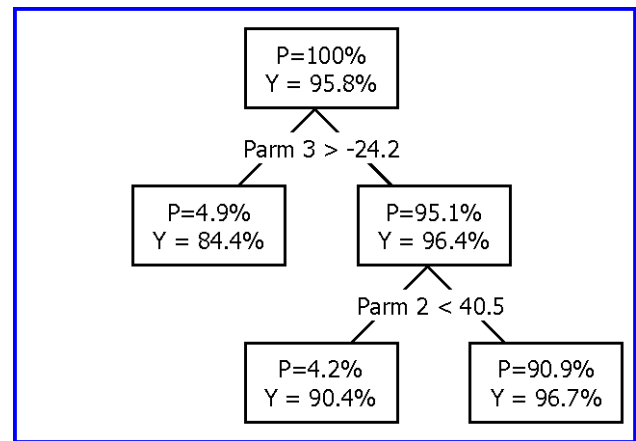 P=100%
Y = 95.8%
Parm 3 > -24.2
P=4.9%
Y = 84.4%
P=95.1%
Y = 96.4%
Parm 2 < 40.5
P=4.2%
Y = 90.4%
P=90.9%
Y = 96.7%